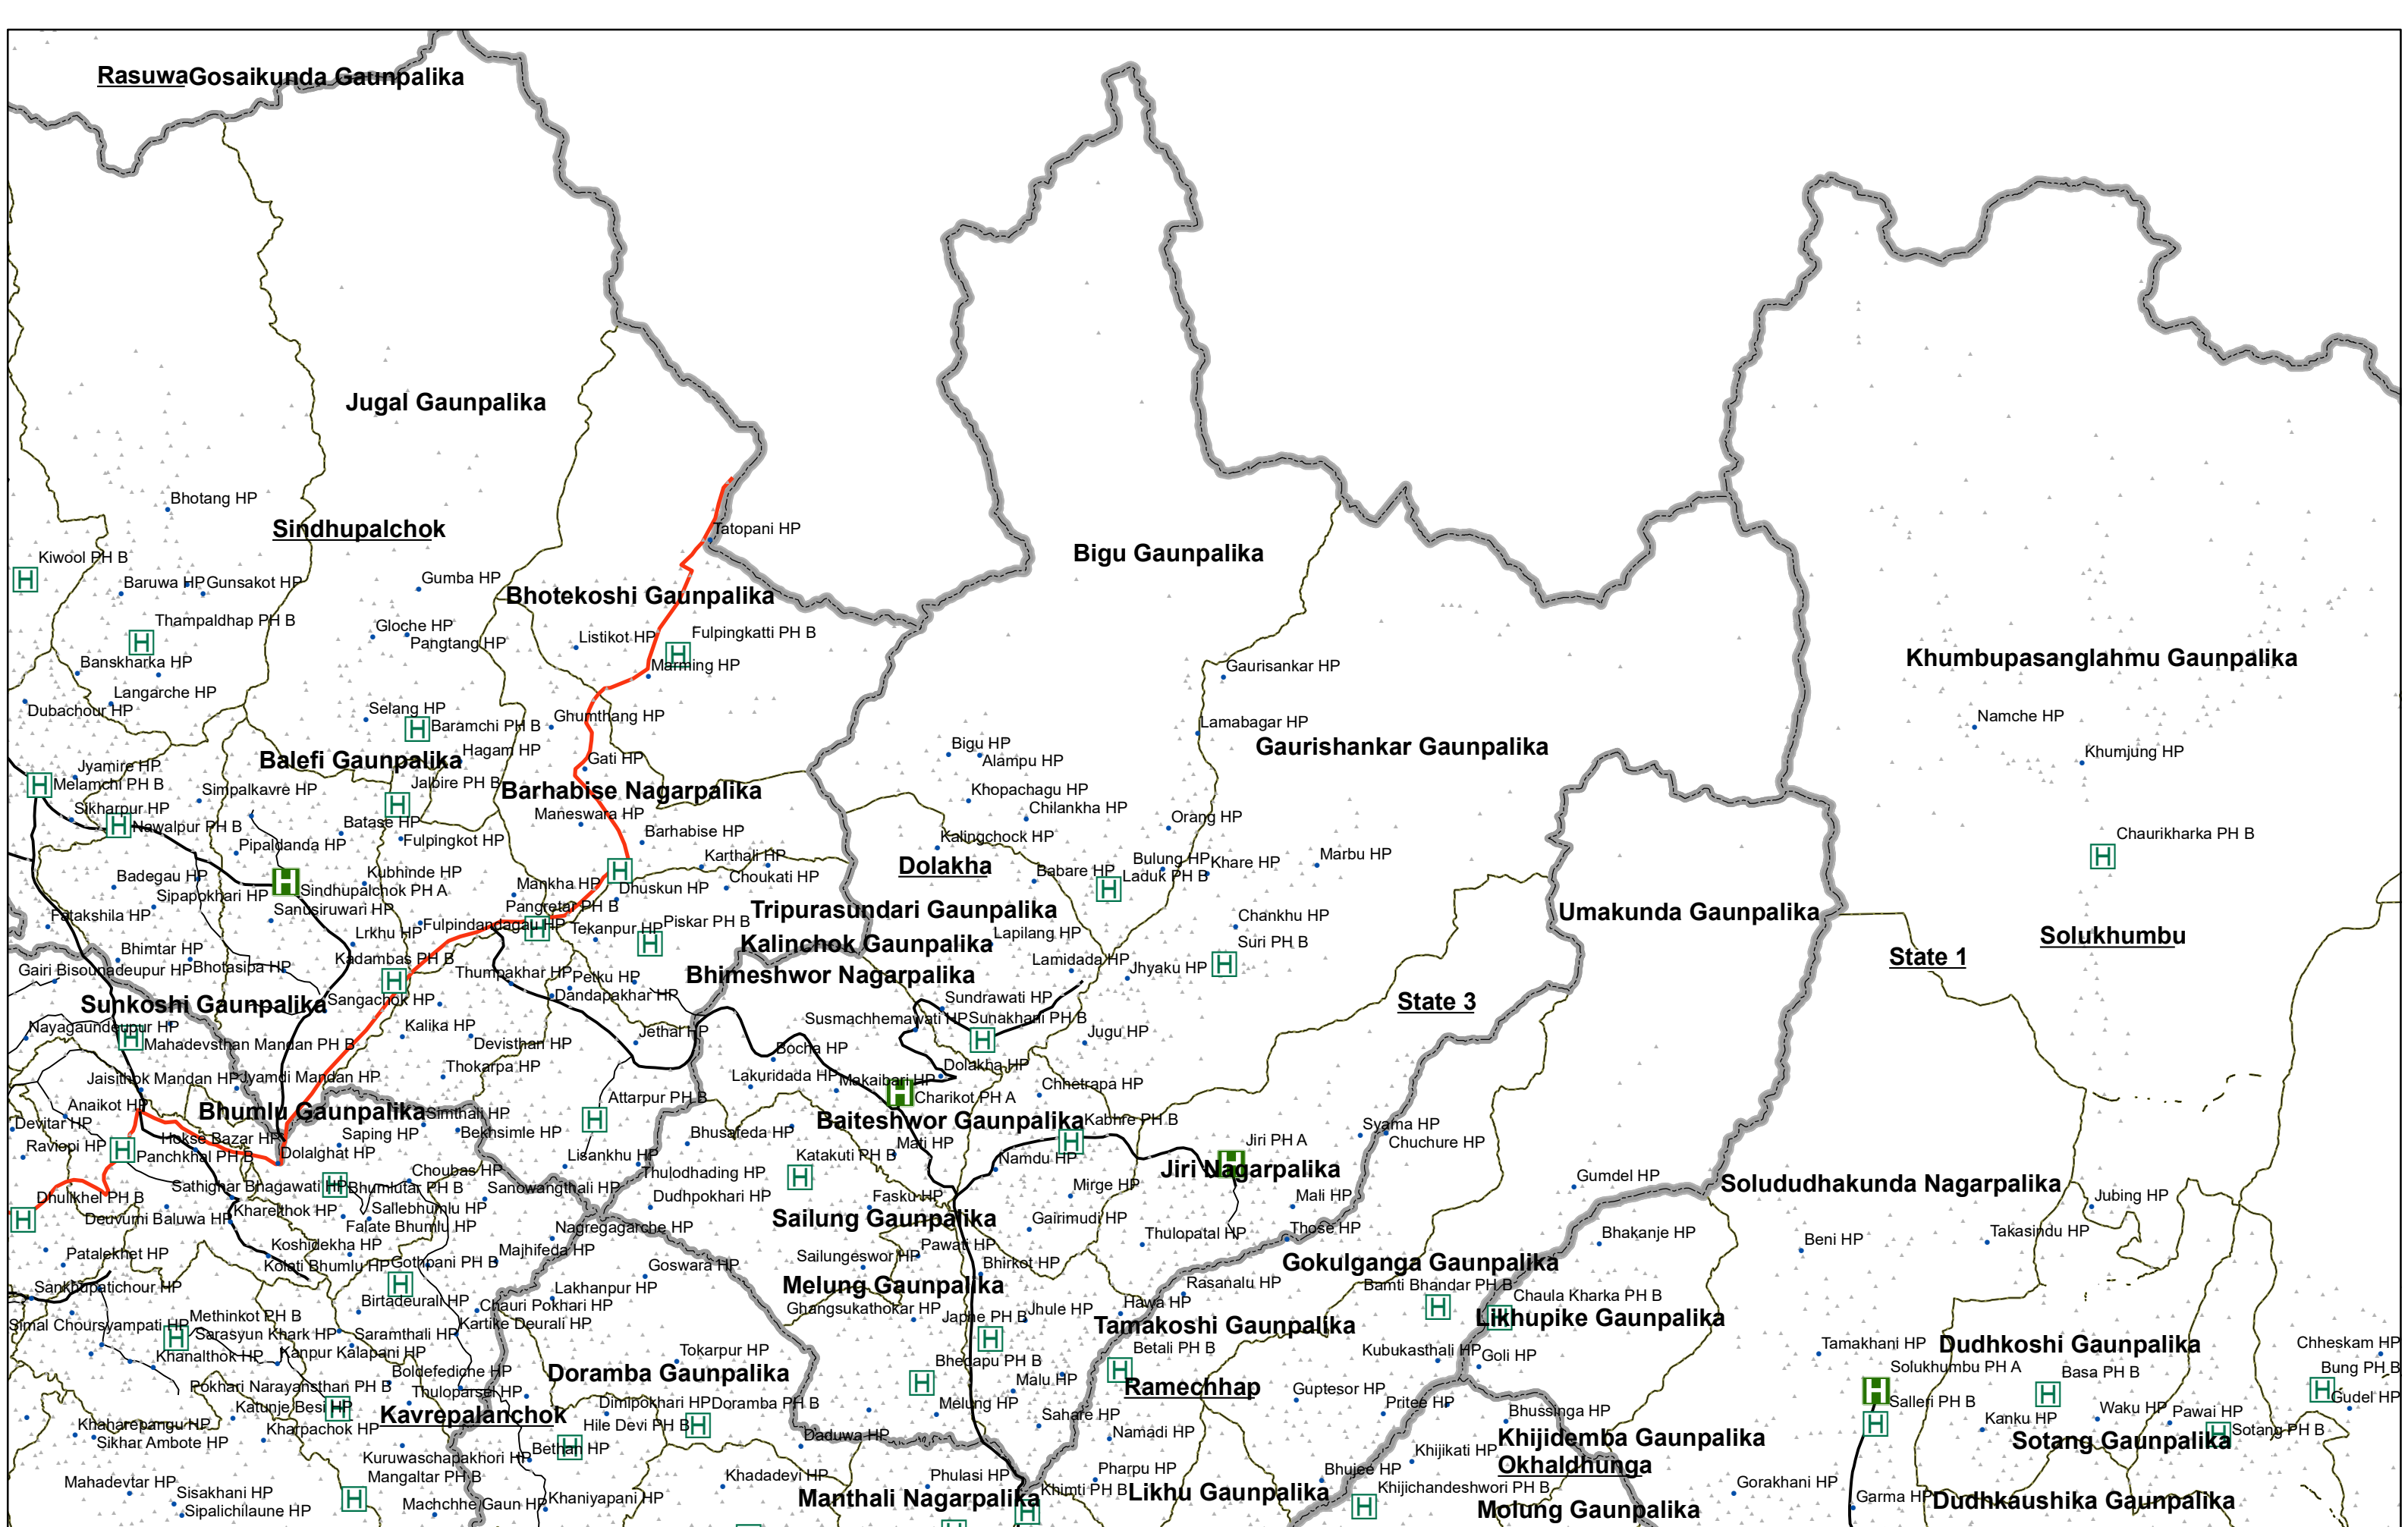 Rasuwa
Gosaikunda Gaunpalika
Jugal Gaunpalika
Bhotang HP
Sindhupalchok
Tatopani HP
Kiwool PH B
Baruwa HP
Gunsakot HP
Gumba HP
Bigu Gaunpalika
Bhotekoshi Gaunpalika
Thampaldhap PH B
Gloche HP
Pangtang HP
Listikot HP
Fulpingkatti PH B
Banskharka HP
Marming HP
Gaurisankar HP
Khumbupasanglahmu Gaunpalika
Langarche HP
Dubachour HP
Selang HP
Baramchi PH B
Ghumthang HP
Lamabagar HP
Namche HP
Hagam HP
Bigu HP
Alampu HP
Gaurishankar Gaunpalika
Khumjung HP
Balefi Gaunpalika
Gati HP
Jyamire HP
Melamchi PH B
Simpalkavre HP
Jalbire PH B
Barhabise Nagarpalika
Khopachagu HP
Chilankha HP
Sikharpur HP
Nawalpur PH B
Batase HP
Maneswara HP
Orang HP
Pipaldanda HP
Fulpingkot HP
Barhabise HP
Kalingchock HP
Chaurikharka PH B
Karthali HP
Dolakha
Bulung HP
Khare HP
Marbu HP
Badegau HP
Kubhinde HP
Choukati HP
Babare HP
Laduk PH B
Sipapokhari HP
Sindhupalchok PH A
Mankha HP
Dhuskun HP
Fatakshila HP
Sanusiruwari HP
Pangretar PH B
Tripurasundari Gaunpalika
Umakunda Gaunpalika
Lrkhu HP
Fulpindandagau HP
Tekanpur HP
Piskar PH B
Chankhu HP
Lapilang HP
Suri PH B
Solukhumbu
Bhimtar HP
Kalinchok Gaunpalika
State 1
Gairi Bisounadeupur HP
Bhotasipa HP
Kadambas PH B
Thumpakhar HP
Petku HP
Bhimeshwor Nagarpalika
Lamidada HP
Jhyaku HP
Sunkoshi Gaunpalika
Sangachok HP
Dandapakhar HP
Sundrawati HP
State 3
Nayagaundeupur HP
Mahadevsthan Mandan PH B
Kalika HP
Devisthan HP
Jethal HP
Susmachhemawati HP
Sunakhani PH B
Jugu HP
Bocha HP
Jaisithok Mandan HP
Jyamdi Mandan HP
Thokarpa HP
Lakuridada HP
Makaibari HP
Dolakha HP
Chhetrapa HP
Anaikot HP
Bhumlu Gaunpalika
Simthali HP
Attarpur PH B
Charikot PH A
Devitar HP
Hokse Bazar HP
Saping HP
Bekhsimle HP
Bhusafeda HP
Baiteshwor Gaunpalika
Kabhre PH B
Syama HP
Chuchure HP
Raviopi HP
Panchkhal PH B
Dolalghat HP
Lisankhu HP
Katakuti PH B
Mati HP
Namdu HP
Jiri PH A
Jiri Nagarpalika
Choubas HP
Thulodhading HP
Gumdel HP
Dhulikhel PH B
Sathighar Bhagawati HP
Bhumlutar PH B
Sanowangthali HP
Dudhpokhari HP
Fasku HP
Mirge HP
Mali HP
Solududhakunda Nagarpalika
Jubing HP
Deuvumi Baluwa HP
Kharelthok HP
Sallebhumlu HP
Falate Bhumlu HP
Nagregagarche HP
Sailung Gaunpalika
Gairimudi HP
Thulopatal HP
Those HP
Bhakanje HP
Beni HP
Takasindu HP
Patalekhet HP
Koshidekha HP
Kolati Bhumlu HP
Gothpani PH B
Majhifeda HP
Goswara HP
Sailungeswor HP
Pawati HP
Bhirkot HP
Gokulganga Gaunpalika
Sankhupatichour HP
Birtadeurali HP
Lakhanpur HP
Melung Gaunpalika
Rasanalu HP
Bamti Bhandar PH B
Chaula Kharka PH B
Simal Choursyampati HP
Methinkot PH B
Sarasyun Khark HP
Saramthali HP
Chauri Pokhari HP
Kartike Deurali HP
Ghangsukathokar HP
Japhe PH B
Jhule HP
Hawa HP
Tamakoshi Gaunpalika
Likhupike Gaunpalika
Khanalthok HP
Kanpur Kalapani HP
Tokarpur HP
Betali PH B
Kubukasthali HP
Goli HP
Tamakhani HP
Dudhkoshi Gaunpalika
Chheskam HP
Boldefediche HP
Doramba Gaunpalika
Bhedapu PH B
Malu HP
Ramechhap
Guptesor HP
Solukhumbu PH A
Basa PH B
Bung PH B
Pokhari Narayansthan PH B
Thuloparsel HP
Dimipokhari HP
Doramba PH B
Melung HP
Pritee HP
Salleri PH B
Gudel HP
Katunje Besi HP
Kavrepalanchok
Hile Devi PH B
Sahare HP
Bhussinga HP
Kanku HP
Waku HP
Pawai HP
Khaharepangu HP
Kharpachok HP
Bethan HP
Daduwa HP
Namadi HP
Khijidemba Gaunpalika
Sotang Gaunpalika
Sotang PH B
Sikhar Ambote HP
Kuruwaschapakhori HP
Khijikati HP
Okhaldhunga
Mahadevtar HP
Mangaltar PH B
Khadadevi HP
Phulasi HP
Pharpu HP
Bhujee HP
Gorakhani HP
Sisakhani HP
Sipalichilaune HP
Machchhe Gaun HP
Khaniyapani HP
Manthali Nagarpalika
Khimti PH B
Likhu Gaunpalika
Khijichandeshwori PH B
Molung Gaunpalika
Garma HP
Dudhkaushika Gaunpalika